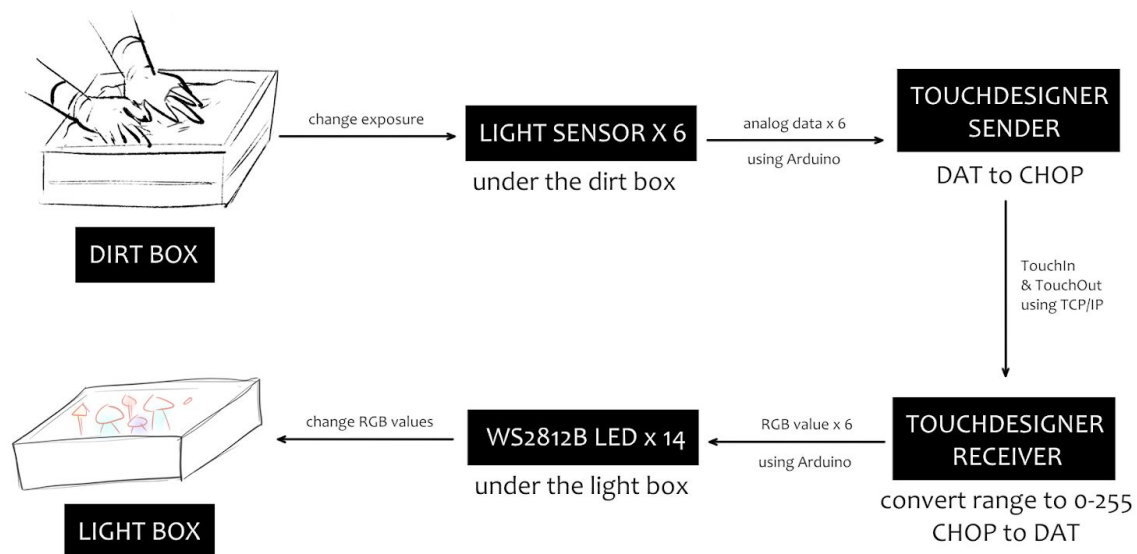 change exposure
LIGHT SENSOR X 6
under the dirt box
analog data x 6
using Arduino
TOUCHDESIGNER
SENDER
DAT to CHOP
DIRT BOX
TouchIn
& TouchOut
using TCP/IP
TOUCHDESIGNER
RECEIVER
convert range to 0-255
CHOP to DAT
RGB value x 6
using Arduino
WS2812B LED x 14
under the light box
change RGB values
LIGHT BOX